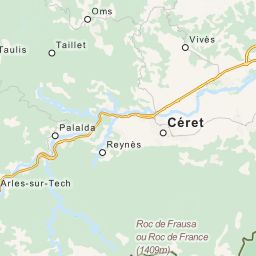 Oms
Vivès
Taulis
Taillet
Céret
Palalda
Reynès
Arles-sur-Tech
Roc de Frausa
ou Roc de France
(1409m)